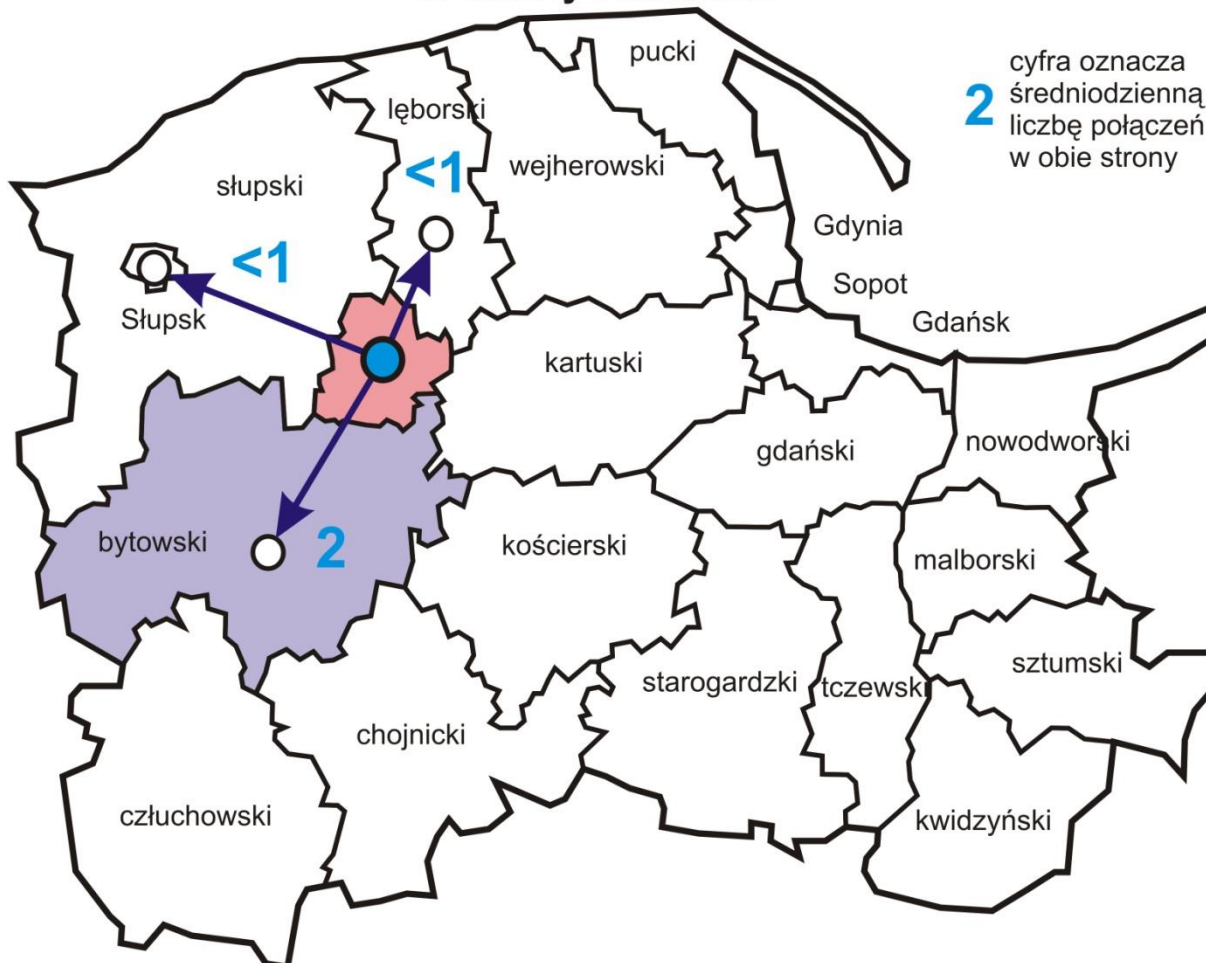 pucki
cyfra oznacza
2 średniodzienną
liczbę połączeń
w obie strony
lęborski
<1
wejherowski
słupski
<1
Gdynia
Sopot
Słupsk
Gdańsk
kartuski
nowodworski
gdański
bytowski
2
kościerski
malborski
sztumski
starogardzki
tczewski
chojnicki
człuchowski
kwidzyński